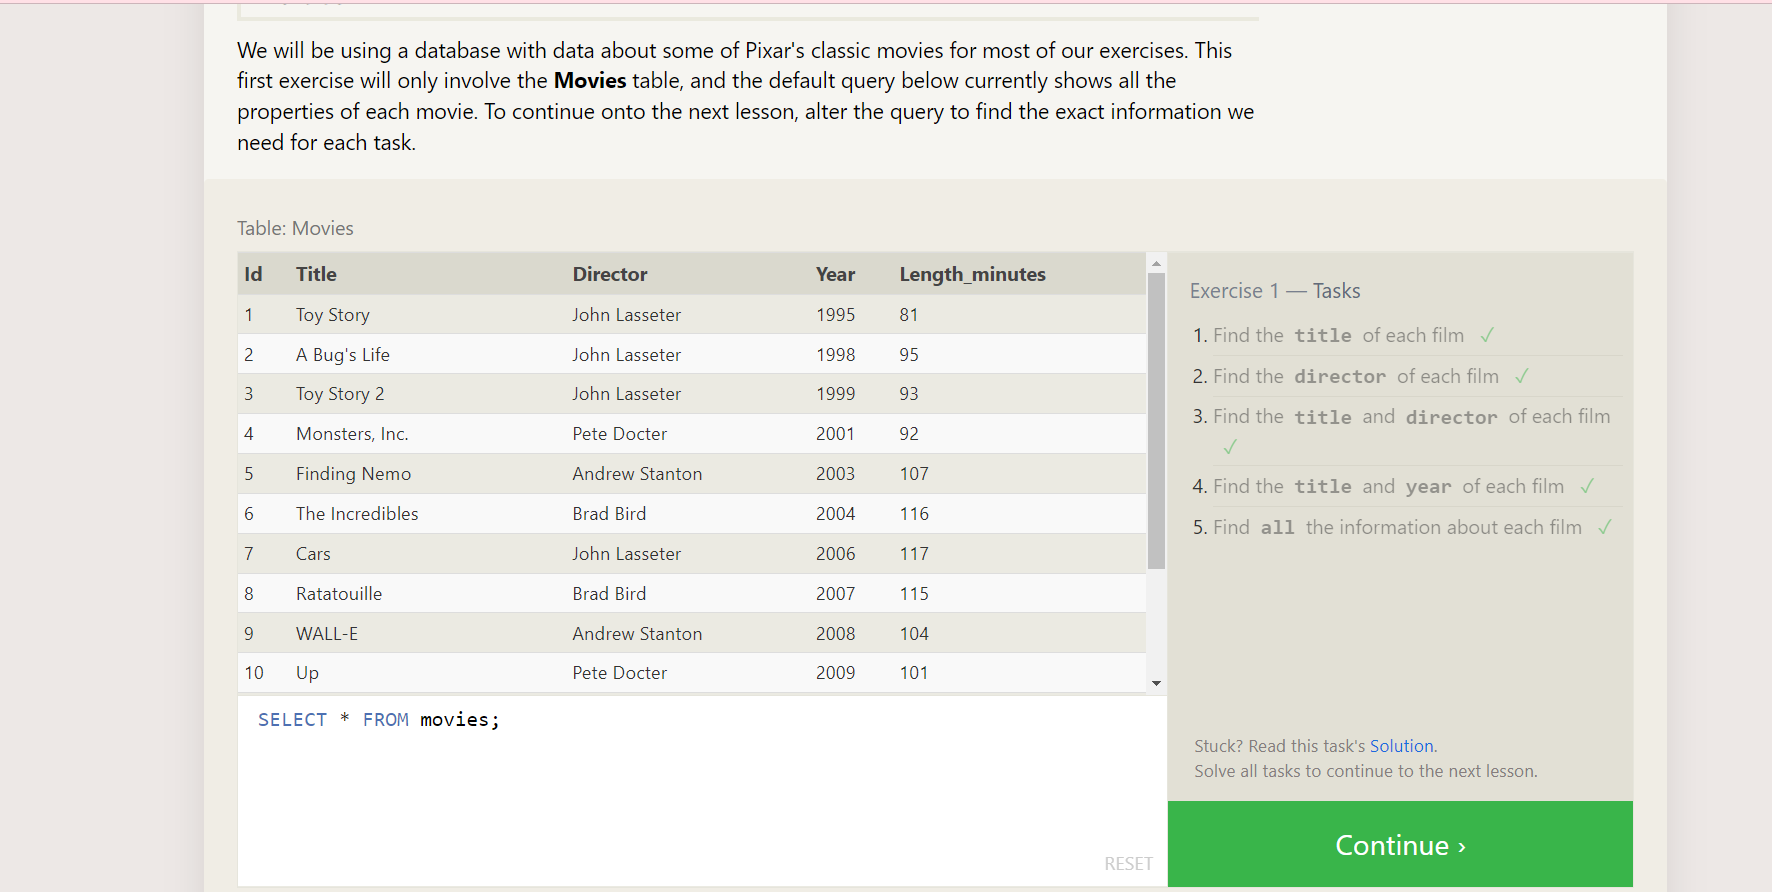 We will be using a database with data about some of Pixar's classic movies for most of our exercises. This
first exercise will only involve the Movies table, and the default query below currently shows all the
properties of each movie. To continue onto the next lesson, alter the query to find the exact information we
need for each task.
Table: Movies
Id Title Director Year Length_minutes
1 Toy Story John Lasseter 1995 81
2 A Bug's Life John Lasseter 1998 95
3 Toy Story 2 John Lasseter 1999 93
4 Monsters, Inc. Pete Docter 2001 92
5 Finding Nemo Andrew Stanton 2003 107
6 The Incredibles Brad Bird 2004 116
7 Cars John Lasseter 2006 117
8 Ratatouille Brad Bird 2007 115
9 WALL-E Andrew Stanton 2008 104
10 Up Pete Docter 2009 101
SELECT * FROM movies;
RESET
Exercise 1 — Tasks
1. Find the title of each film ✓
2. Find the director of each film ✓
3. Find the title and director of each film
✓
4. Find the title and year of each film ✓
5. Find all the information about each film ✓
Stuck? Read this task's Solution.
Solve all tasks to continue to the next lesson.
Continue ›